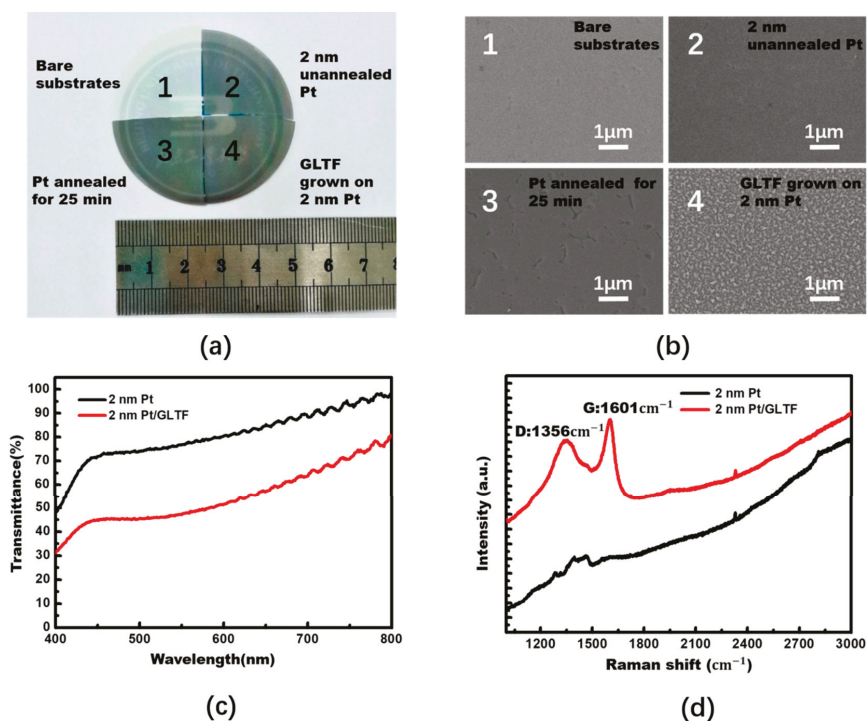 Bare
substrates
2 nm
unannealed
Pt
1
2
3
4
Pt annealed
for 25 min
GLTF
grown on
2 nm Pt
mm 1 2 3 4 5 6 7 8
(a)
1
Bare
substrates
1μm
2
2 nm
unannealed Pt
1μm
3
Pt annealed for
25 min
1μm
4
GLTF grown on
2 nm Pt
1μm
(b)
Transmittance(%)
100
90
80
70
60
50
40
30
20
10
0
2 nm Pt
2 nm Pt/GLTF
400 500 600 700 800
Wavelength(nm)
(c)
Intensity (a.u.)
2 nm Pt
2 nm Pt/GLTF
G:1601cm⁻¹
D:1356cm⁻¹
1200 1500 1800 2100 2400 2700 3000
Raman shift (cm⁻¹)
(d)